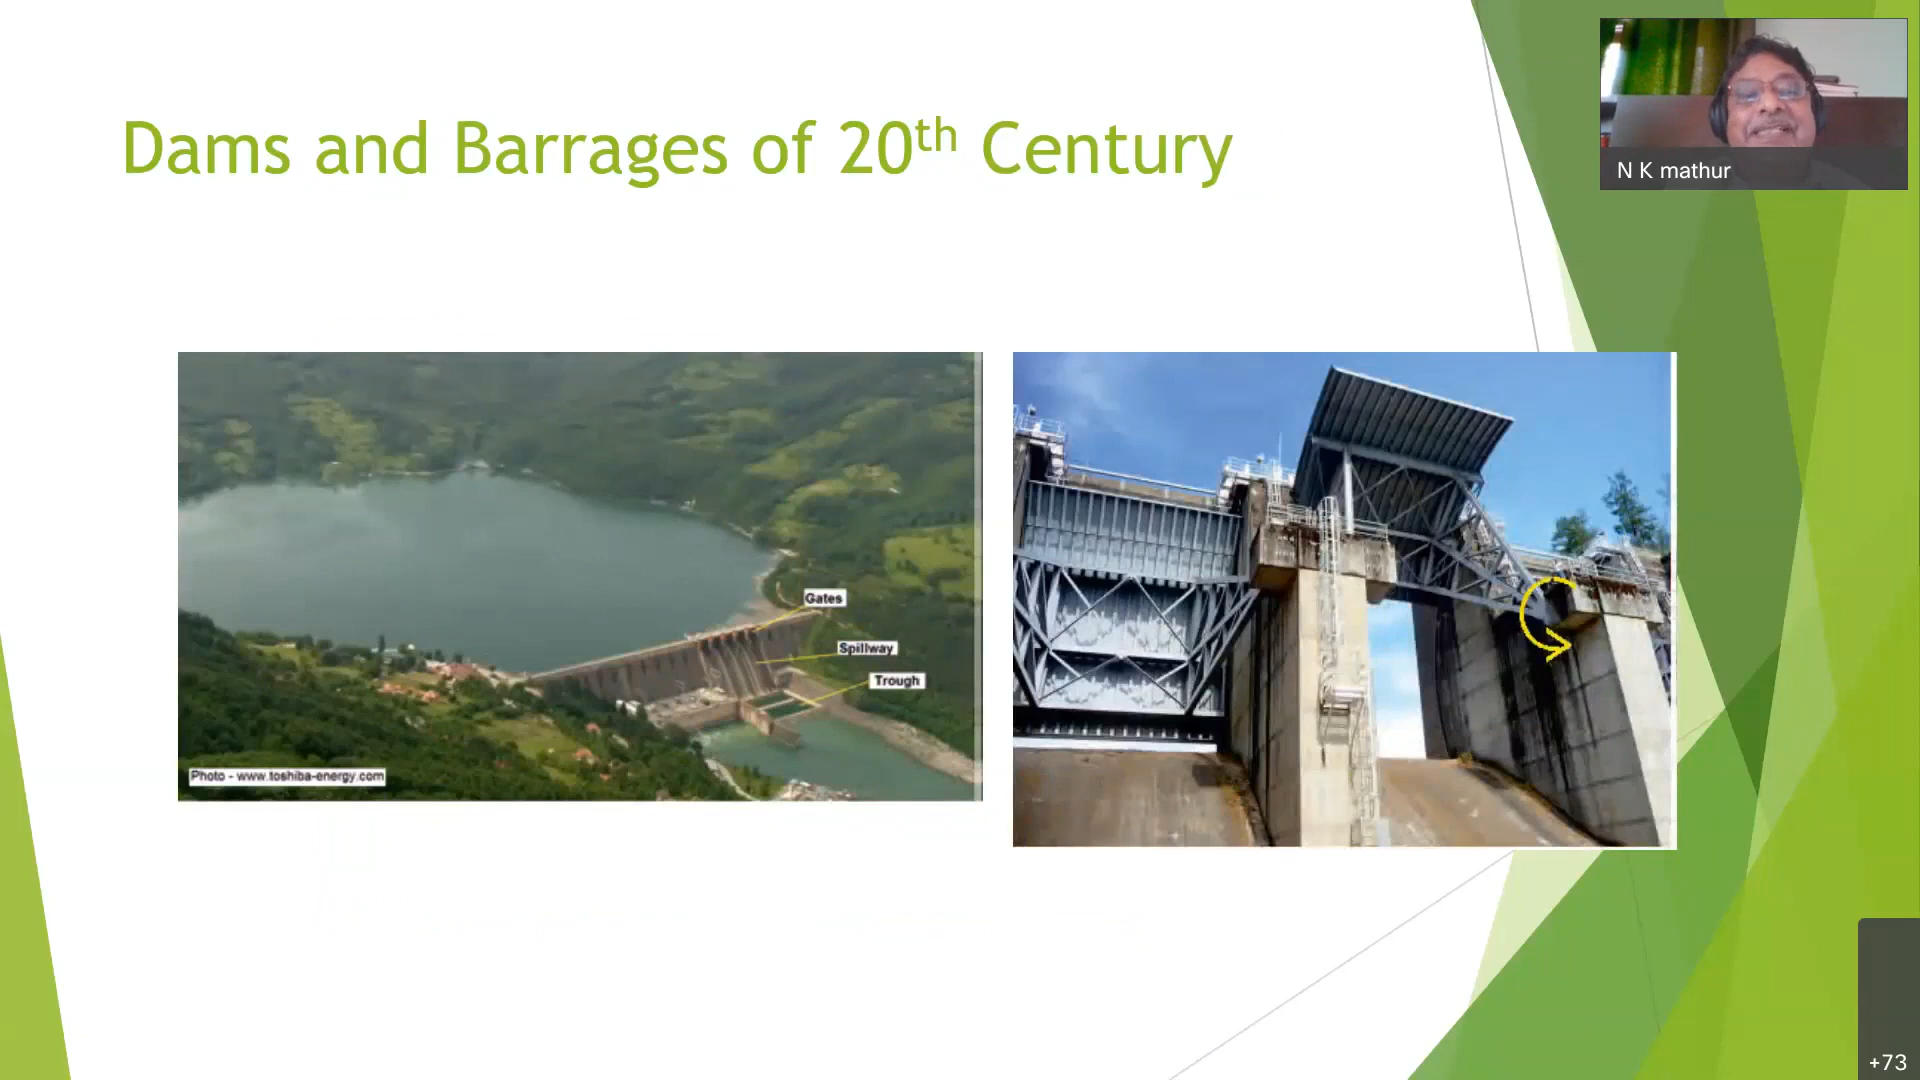 Dams and Barrages of 20th Century
N K mathur
Gates
Spillway
Trough
Photo - www.toshiba-energy.com
+73